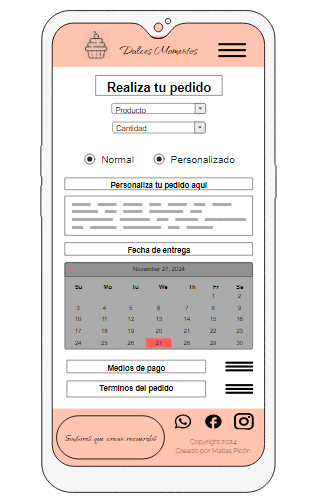 Dulces Momentos
Realiza tu pedido
Producto
Cantidad
Normal Personalizado
Personaliza tu pedido aqui
Fecha de entrega
November 27, 2024
Su Mo Tu We Th Fr Sa
1 2
3 4 5 6 7 8 9
10 11 12 13 14 15 16
17 18 19 20 21 22 23
24 25 26 27 28 29 30
Medios de pago
Terminos del pedido
Sabores que crean recuerdos
Copyright 2024
Creado por Matias Picón